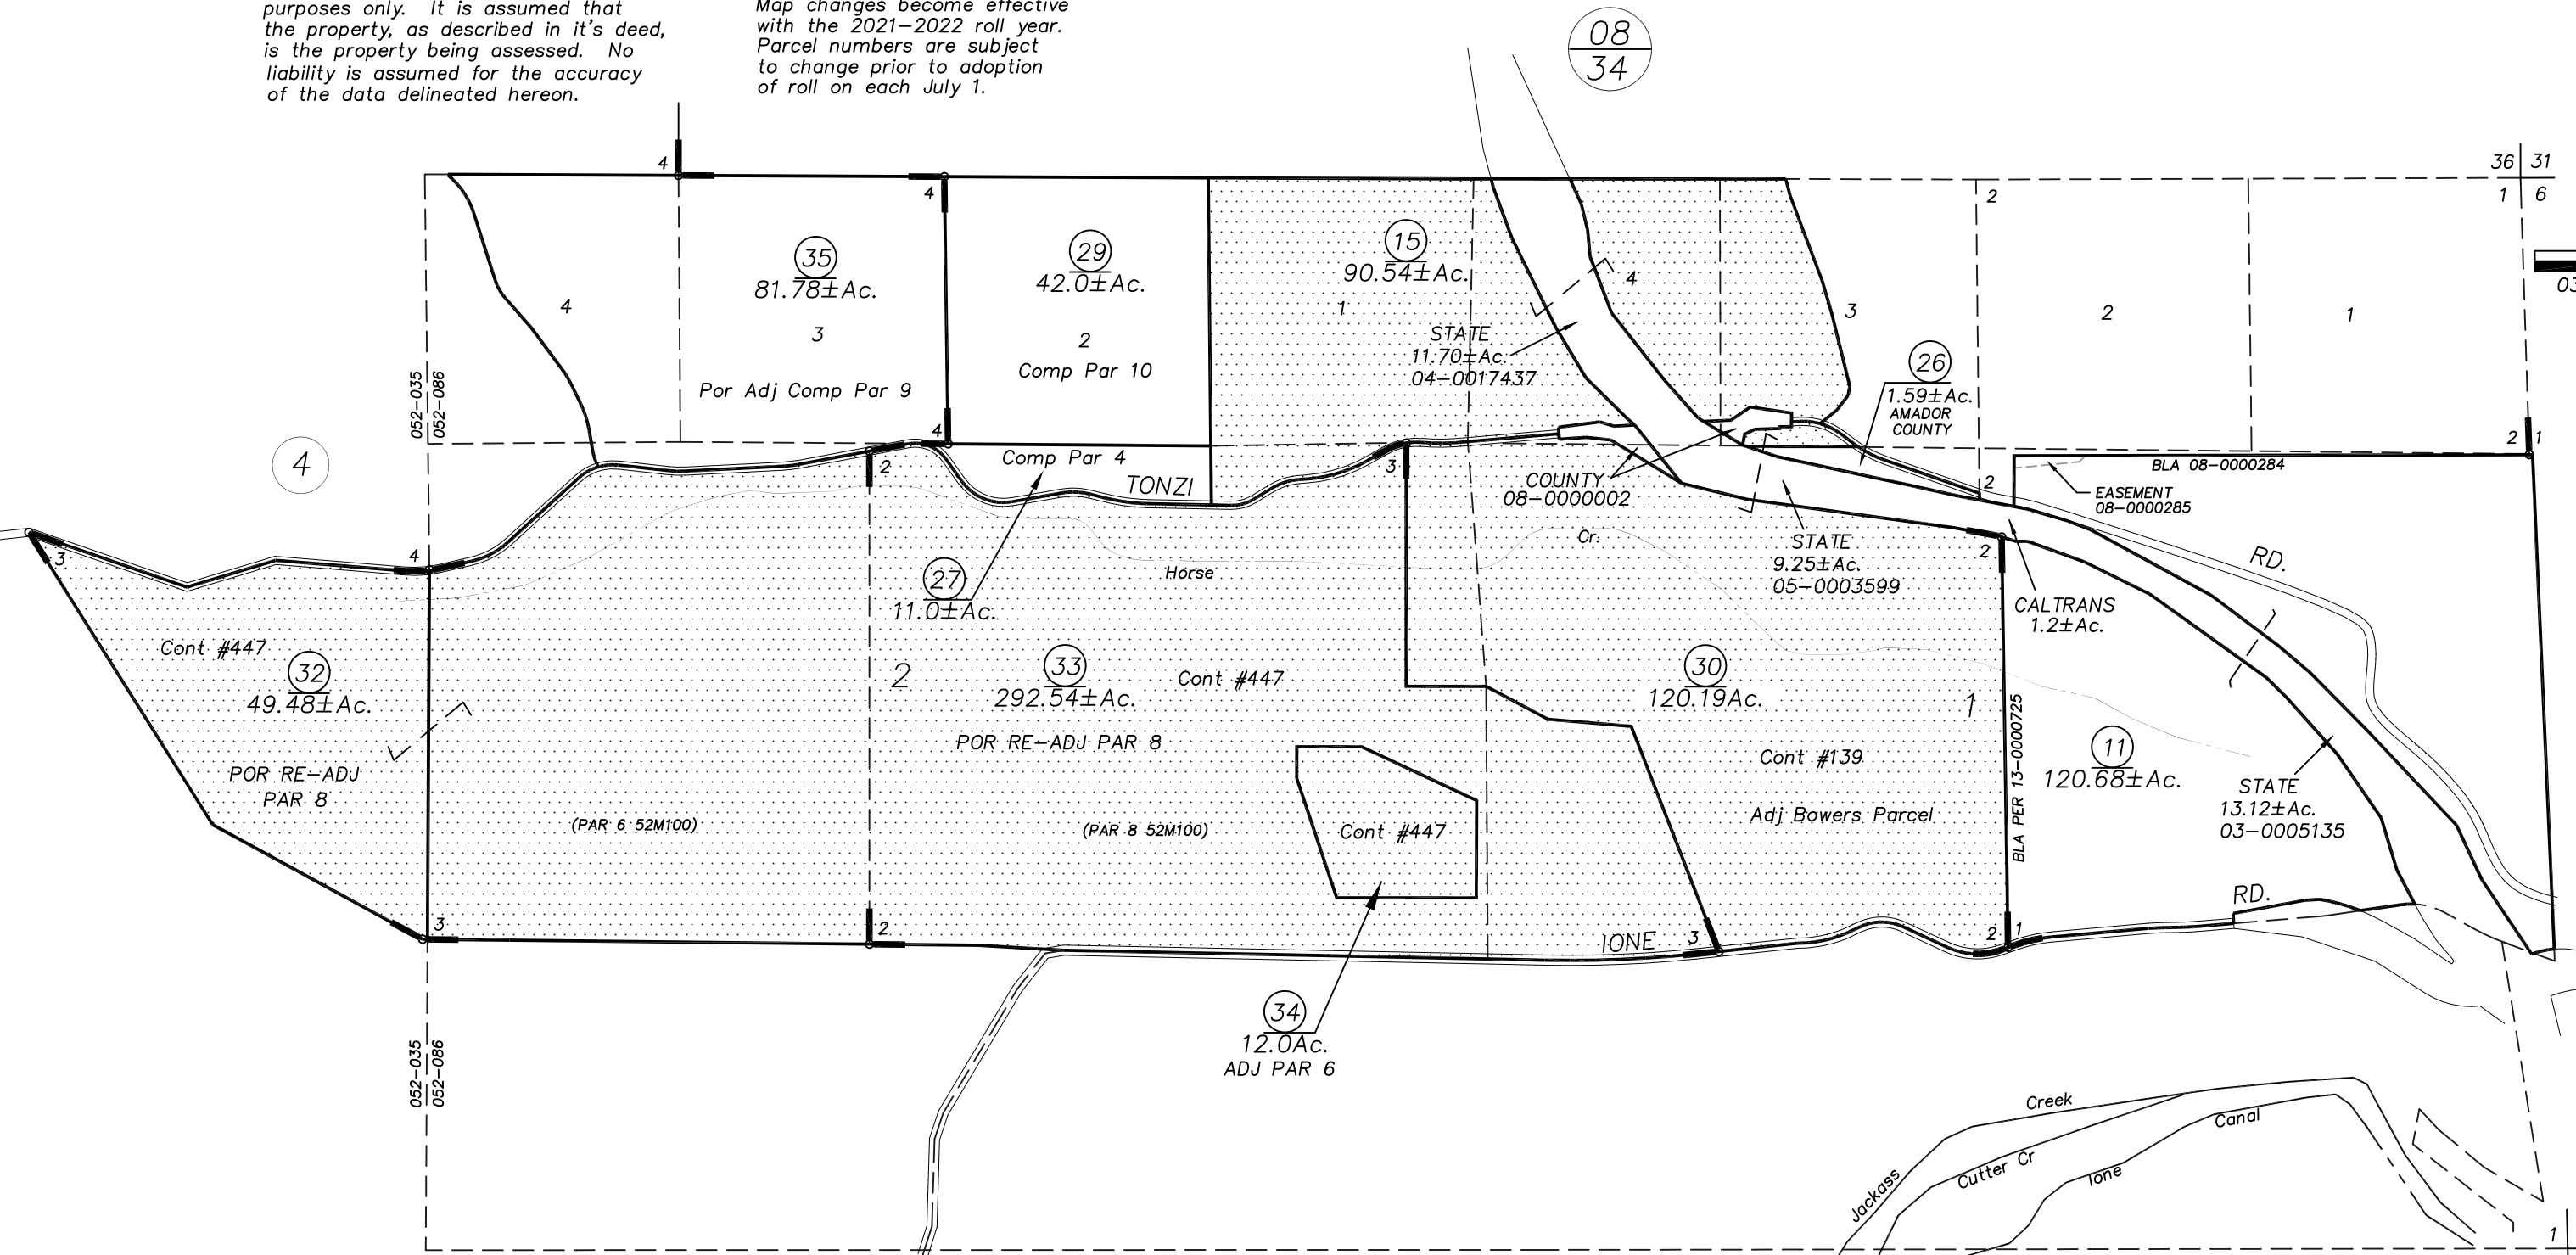 purposes only. It is assumed that
the property, as described in it's deed,
is the property being assessed. No
liability is assumed for the accuracy
of the data delineated hereon.
Map changes become effective
with the 2021-2022 roll year.
Parcel numbers are subject
to change prior to adoption
of roll on each July 1.
08
34
36 31
1 6
4
4
2
35
81.78±Ac.
3
Por Adj Comp Par 9
4
29
42.0±Ac.
2
Comp Par 10
15
90.54±Ac.
1
4
3
2
1
STATE
11.70±Ac.
04-0017437
26
1.59±Ac.
AMADOR
COUNTY
03
052-035
052-086
4
4
2
Comp Par 4
TONZI
3
COUNTY
08-0000002
2
2 1
BLA 08-0000284
EASEMENT
08-0000285
4
3
Horse
Cr.
27
11.0±Ac.
STATE
9.25±Ac.
05-0003599
2
RD.
CALTRANS
1.2±Ac.
Cont #447
32
49.48±Ac.
POR RE-ADJ
PAR 8
2
33
292.54±Ac.
Cont #447
POR RE-ADJ PAR 8
(PAR 6 52M100)
(PAR 8 52M100)
Cont #447
30
120.19Ac.
1
Cont #139
Adj Bowers Parcel
BLA PER 13-0000725
11
120.68±Ac.
STATE
13.12±Ac.
03-0005135
RD.
3
2
IONE
3
2 1
34
12.0Ac.
ADJ PAR 6
052-035
052-086
Creek
Canal
Cutter Cr
Ione
Jackass
1